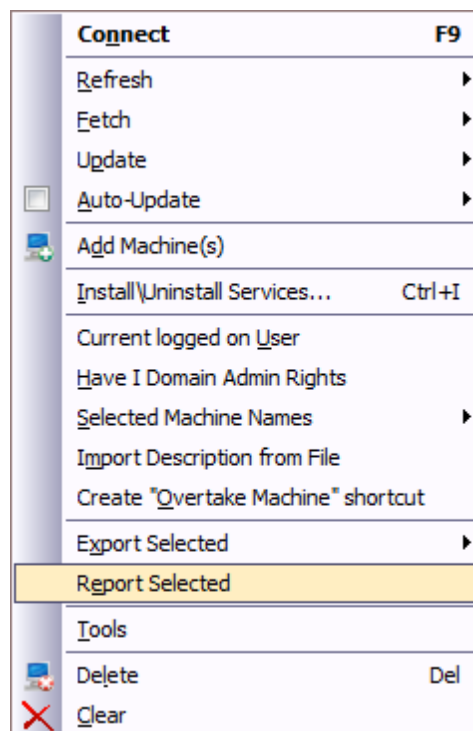 Connect F9
Refresh
Fetch
Update
Auto-Update
Add Machine(s)
Install\Uninstall Services... Ctrl+I
Current logged on User
Have I Domain Admin Rights
Selected Machine Names
Import Description from File
Create "Overtake Machine" shortcut
Export Selected
Report Selected
Tools
Delete Del
Clear